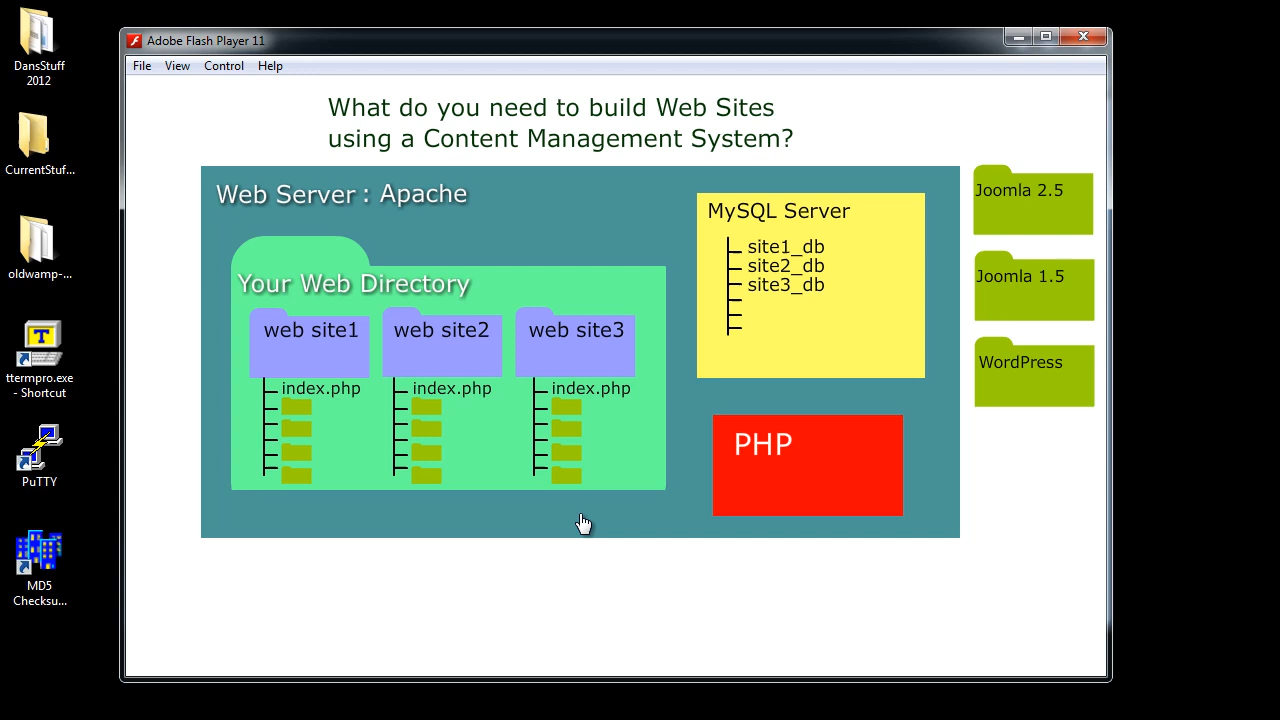 DansStuff
2012
CurrentStuf...
oldwamp-...
ttermpro.exe
- Shortcut
PuTTY
MD5
Checksu...
Adobe Flash Player 11
File View Control Help
What do you need to build Web Sites
using a Content Management System?
Web Server : Apache
Your Web Directory
web site1 web site2 web site3
index.php index.php index.php
MySQL Server
site1_db
site2_db
site3_db
PHP
Joomla 2.5
Joomla 1.5
WordPress